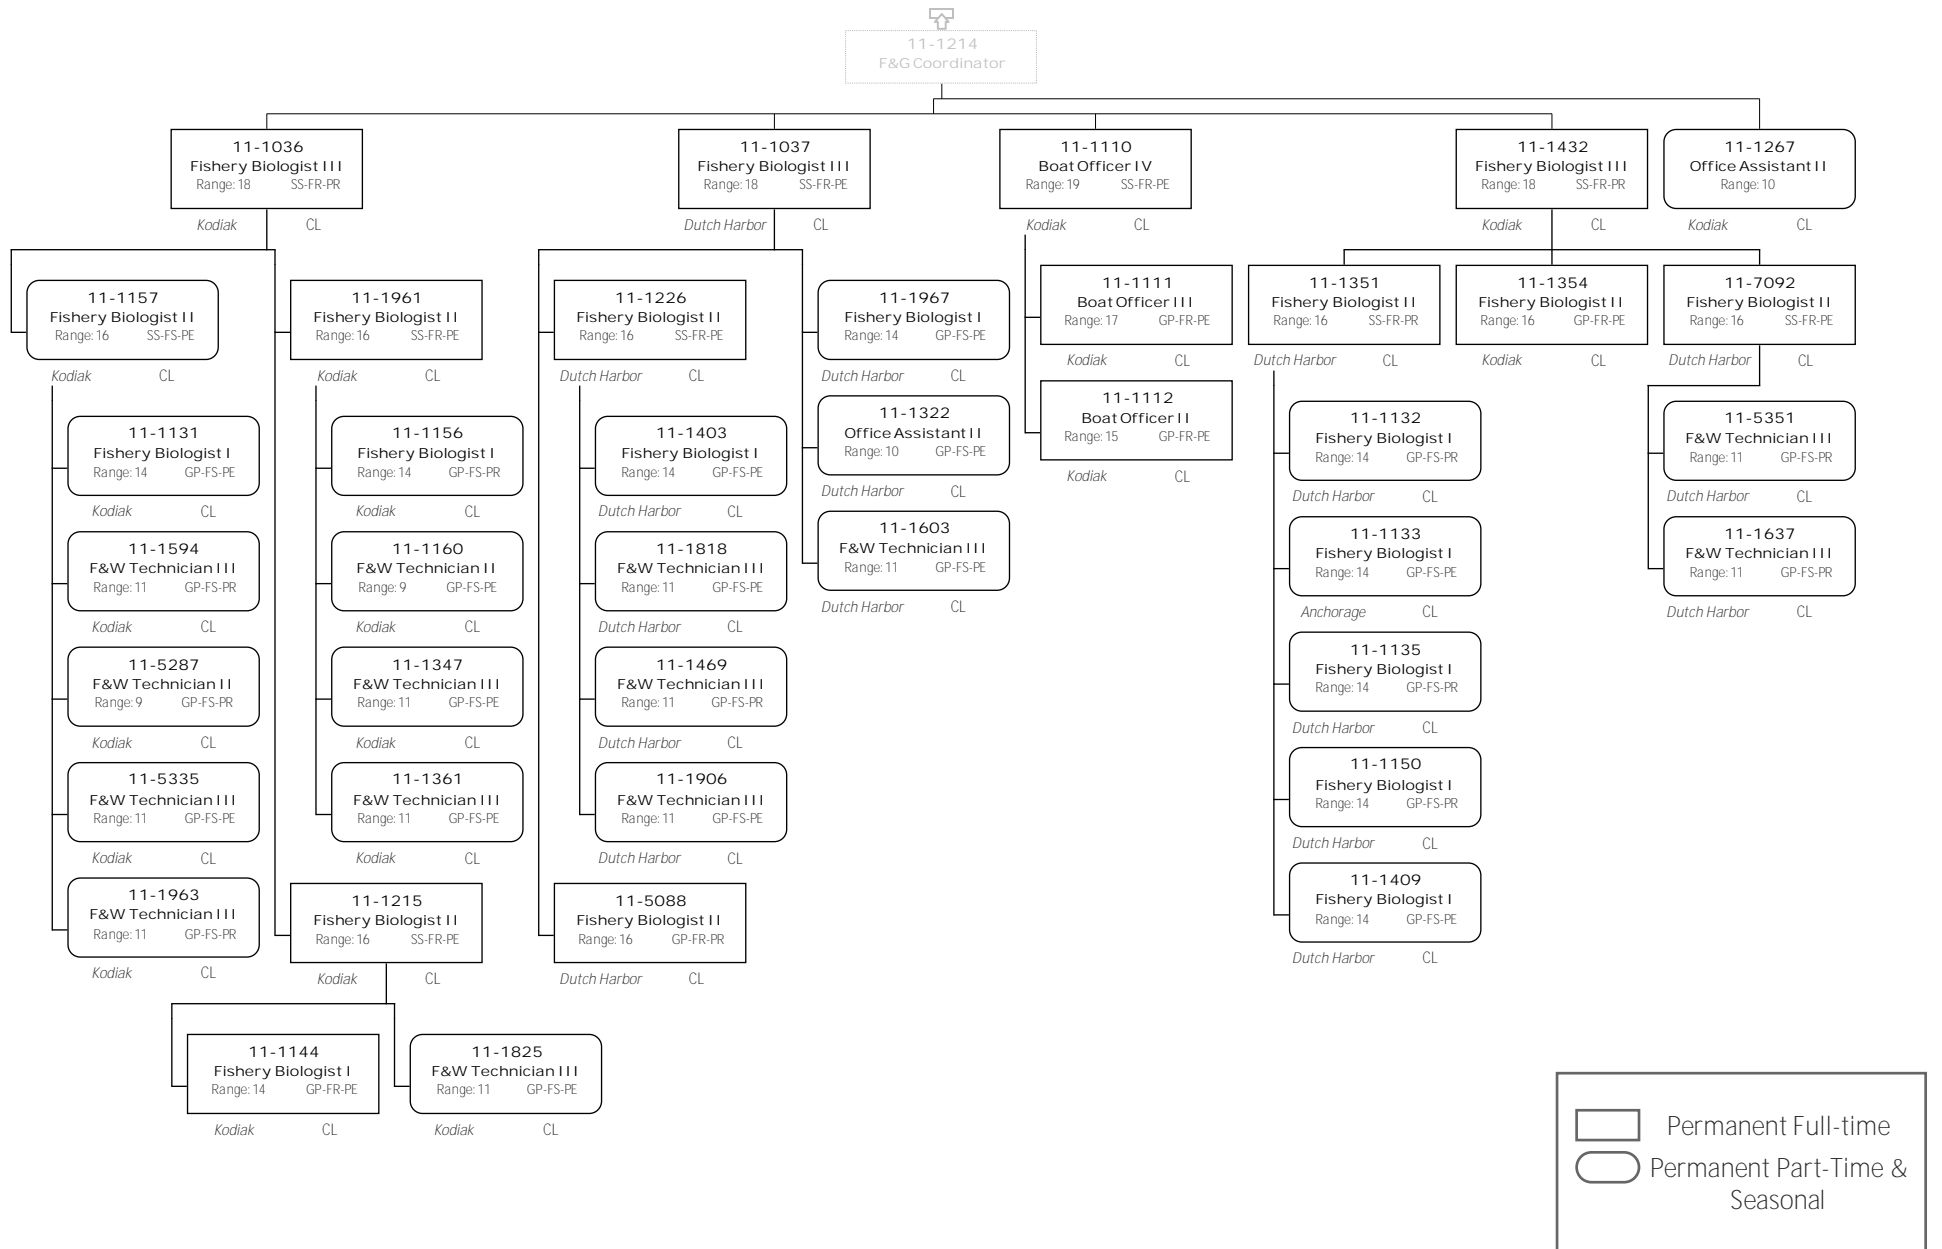 11-1214
F&G Coordinator
11-1036
Fishery Biologist III
Range: 18 SS-FR-PR
Kodiak CL
11-1037
Fishery Biologist III
Range: 18 SS-FR-PE
Dutch Harbor CL
11-1110
Boat Officer IV
Range: 19 SS-FR-PE
Kodiak CL
11-1432
Fishery Biologist III
Range: 18 SS-FR-PR
Kodiak CL
11-1267
Office Assistant II
Range: 10
Kodiak CL
11-1157
Fishery Biologist II
Range: 16 SS-FS-PE
Kodiak CL
11-1131
Fishery Biologist I
Range: 14 GP-FS-PE
Kodiak CL
11-1594
F&W Technician III
Range: 11 GP-FS-PR
Kodiak CL
11-5287
F&W Technician II
Range: 9 GP-FS-PR
Kodiak CL
11-5335
F&W Technician III
Range: 11 GP-FS-PE
Kodiak CL
11-1963
F&W Technician III
Range: 11 GP-FS-PR
Kodiak CL
11-1961
Fishery Biologist II
Range: 16 SS-FR-PE
Kodiak CL
11-1156
Fishery Biologist I
Range: 14 GP-FS-PR
Kodiak CL
11-1160
F&W Technician II
Range: 9 GP-FS-PE
Kodiak CL
11-1347
F&W Technician III
Range: 11 GP-FS-PE
Kodiak CL
11-1361
F&W Technician III
Range: 11 GP-FS-PE
Kodiak CL
11-1215
Fishery Biologist II
Range: 16 SS-FR-PE
Kodiak CL
11-1144
Fishery Biologist I
Range: 14 GP-FR-PE
Kodiak CL
11-1825
F&W Technician III
Range: 11 GP-FS-PE
Kodiak CL
11-1226
Fishery Biologist II
Range: 16 SS-FR-PE
Dutch Harbor CL
11-1403
Fishery Biologist I
Range: 14 GP-FS-PE
Dutch Harbor CL
11-1818
F&W Technician III
Range: 11 GP-FS-PE
Dutch Harbor CL
11-1469
F&W Technician III
Range: 11 GP-FS-PR
Dutch Harbor CL
11-1906
F&W Technician III
Range: 11 GP-FS-PE
Dutch Harbor CL
11-5088
Fishery Biologist II
Range: 16 GP-FR-PR
Dutch Harbor CL
11-1967
Fishery Biologist I
Range: 14 GP-FS-PE
Dutch Harbor CL
11-1322
Office Assistant II
Range: 10 GP-FS-PE
Dutch Harbor CL
11-1603
F&W Technician III
Range: 11 GP-FS-PE
Dutch Harbor CL
11-1111
Boat Officer III
Range: 17 GP-FR-PE
Kodiak CL
11-1112
Boat Officer II
Range: 15 GP-FR-PE
Kodiak CL
11-1351
Fishery Biologist II
Range: 16 SS-FR-PR
Dutch Harbor CL
11-1132
Fishery Biologist I
Range: 14 GP-FS-PR
Dutch Harbor CL
11-1133
Fishery Biologist I
Range: 14 GP-FS-PE
Anchorage CL
11-1135
Fishery Biologist I
Range: 14 GP-FS-PR
Dutch Harbor CL
11-1150
Fishery Biologist I
Range: 14 GP-FS-PR
Dutch Harbor CL
11-1409
Fishery Biologist I
Range: 14 GP-FS-PE
Dutch Harbor CL
11-1354
Fishery Biologist II
Range: 16 GP-FR-PE
Kodiak CL
11-7092
Fishery Biologist II
Range: 16 SS-FR-PE
Dutch Harbor CL
11-5351
F&W Technician III
Range: 11 GP-FS-PR
Dutch Harbor CL
11-1637
F&W Technician III
Range: 11 GP-FS-PR
Dutch Harbor CL
Permanent Full-time
Permanent Part-Time &
Seasonal